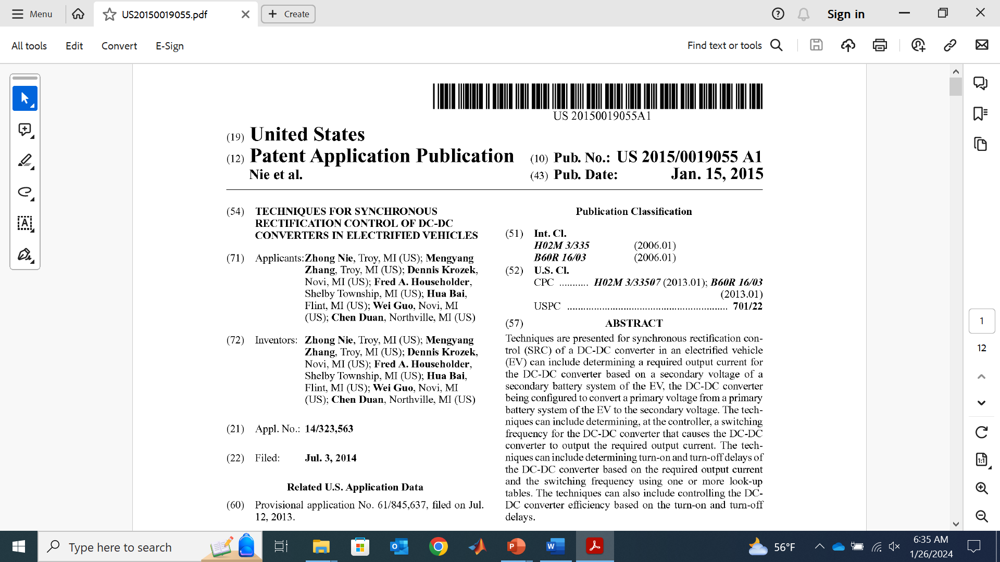 Menu
US20150019055.pdf
Create
Sign in
All tools
Edit
Convert
E-Sign
Find text or tools
US 20150019055A1
(19) United States
(12) Patent Application Publication
Nie et al.
(10) Pub. No.: US 2015/0019055 A1
(43) Pub. Date: Jan. 15, 2015
(54) TECHNIQUES FOR SYNCHRONOUS
RECTIFICATION CONTROL OF DC-DC
CONVERTERS IN ELECTRIFIED VEHICLES
(71) Applicants: Zhong Nie, Troy, MI (US); Mengyang
Zhang, Troy, MI (US); Dennis Krozek,
Novi, MI (US); Fred A. Householder,
Shelby Township, MI (US); Hua Bai,
Flint, MI (US); Wei Guo, Novi, MI
(US); Chen Duan, Northville, MI (US)
(72) Inventors: Zhong Nie, Troy, MI (US); Mengyang
Zhang, Troy, MI (US); Dennis Krozek,
Novi, MI (US); Fred A. Householder,
Shelby Township, MI (US); Hua Bai,
Flint, MI (US); Wei Guo, Novi, MI
(US); Chen Duan, Northville, MI (US)
(21) Appl. No.: 14/323,563
(22) Filed: Jul. 3, 2014
Related U.S. Application Data
(60) Provisional application No. 61/845,637, filed on Jul.
12, 2013.
Publication Classification
(51) Int. Cl.
H02M 3/335 (2006.01)
B60R 16/03 (2006.01)
(52) U.S. Cl.
CPC ........... H02M 3/33507 (2013.01); B60R 16/03
(2013.01)
USPC ...................................................... 701/22
(57) ABSTRACT
Techniques are presented for synchronous rectification con-
trol (SRC) of a DC-DC converter in an electrified vehicle
(EV) can include determining a required output current for
the DC-DC converter based on a secondary voltage of a
secondary battery system of the EV, the DC-DC converter
being configured to convert a primary voltage from a primary
battery system of the EV to the secondary voltage. The tech-
niques can include determining, at the controller, a switching
frequency for the DC-DC converter that causes the DC-DC
converter to output the required output current. The tech-
niques can include determining turn-on and turn-off delays of
the DC-DC converter based on the required output current
and the switching frequency using one or more look-up
tables. The techniques can also include controlling the DC-
DC converter efficiency based on the turn-on and turn-off
delays.
1
12
1:1
Type here to search
56°F
6:35 AM
1/26/2024